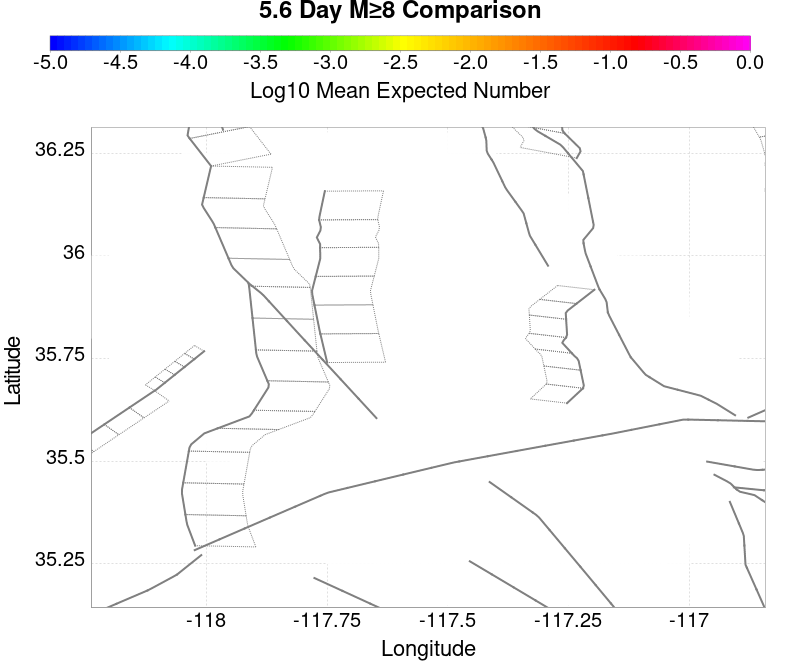 5.6 Day M≥8 Comparison
-5.0 -4.5 -4.0 -3.5 -3.0 -2.5 -2.0 -1.5 -1.0 -0.5 0.0
Log10 Mean Expected Number
36.25
36
35.75
35.5
35.25
Latitude
-118 -117.75 -117.5 -117.25 -117
Longitude